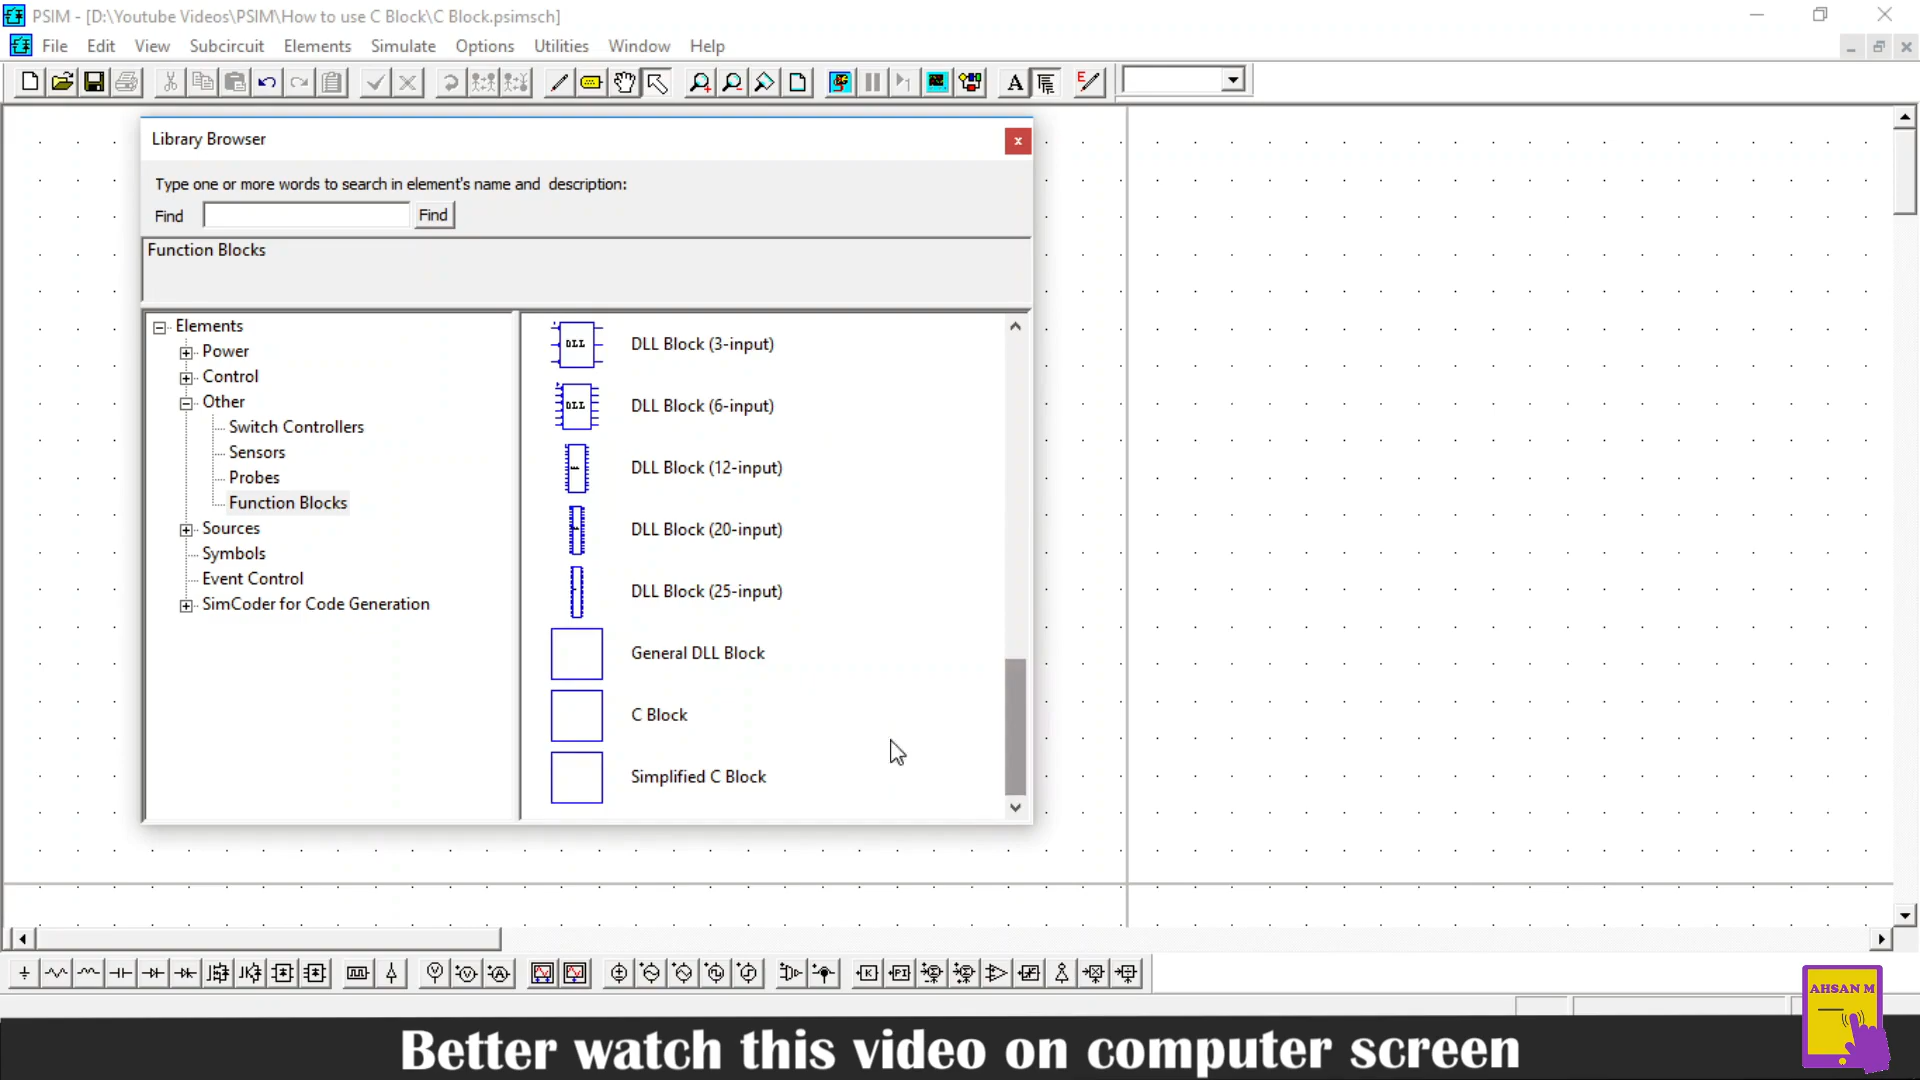 PSIM - [D:\Youtube Videos\PSIM\How to use C Block\C Block.psimsch]
File Edit View Subcircuit Elements Simulate Options Utilities Window Help
Library Browser
Type one or more words to search in element's name and description:
Find Find
Function Blocks
Elements
Power
Control
Other
Switch Controllers
Sensors
Probes
Function Blocks
Sources
Symbols
Event Control
SimCoder for Code Generation
DLL DLL Block (3-input)
DLL DLL Block (6-input)
DLL Block (12-input)
DLL Block (20-input)
DLL Block (25-input)
General DLL Block
C Block
Simplified C Block
AHSAN M
Better watch this video on computer screen